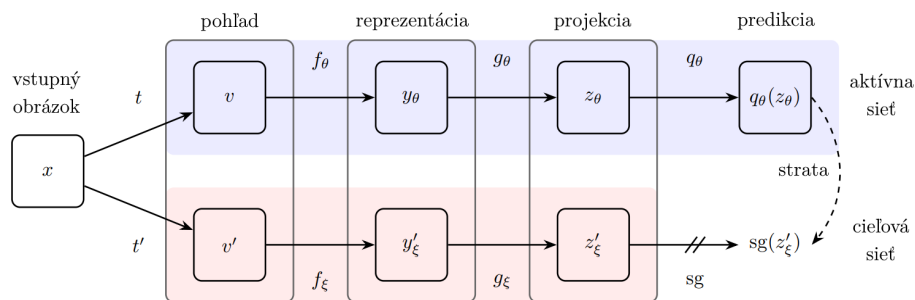 pohľad
reprezentácia
projekcia
predikcia
vstupný
obrázok
t
f_θ
g_θ
q_θ
aktívna
sieť
v
y_θ
z_θ
q_θ(z_θ)
x
strata
t′
v′
y′_ξ
z′_ξ
sg(z′_ξ)
cieľová
sieť
f_ξ
g_ξ
sg